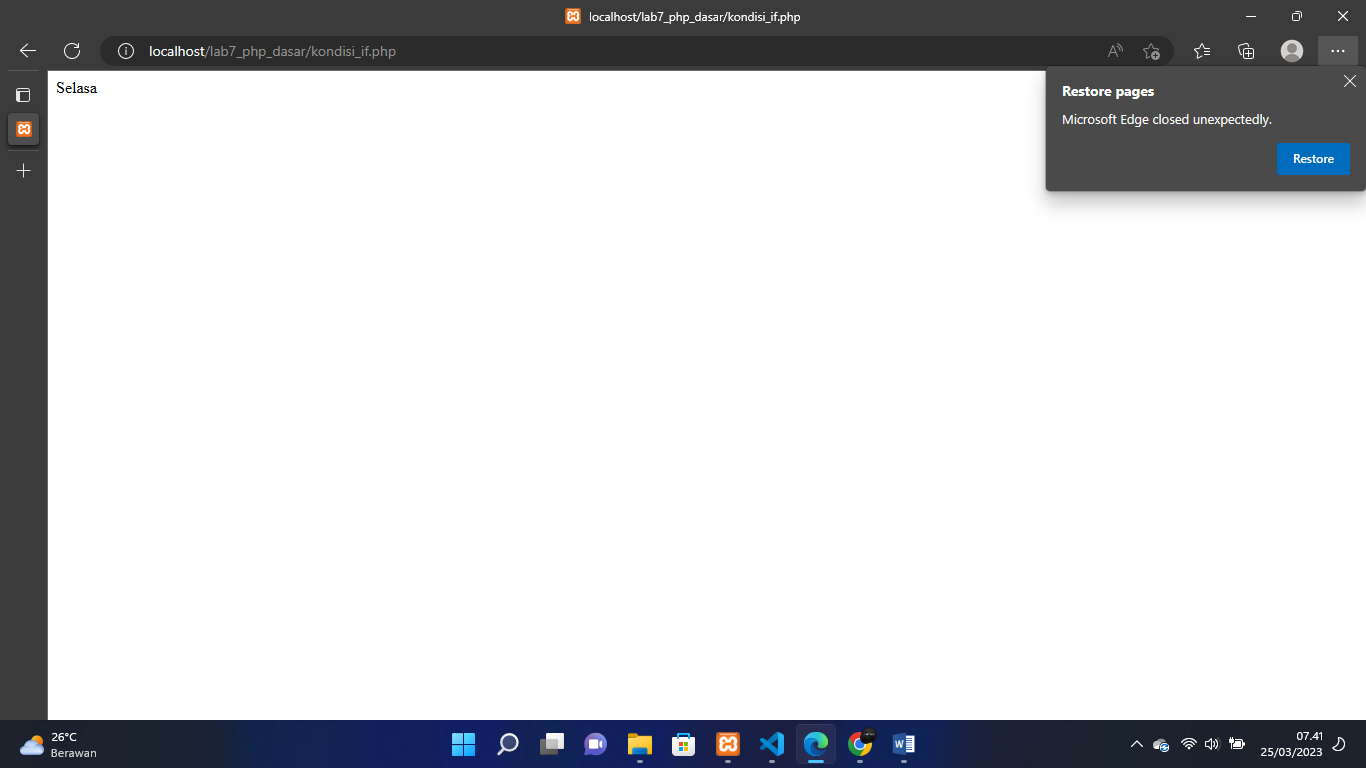 localhost/lab7_php_dasar/kondisi_if.php
localhost/lab7_php_dasar/kondisi_if.php
Selasa
Restore pages
Microsoft Edge closed unexpectedly.
Restore
26°C
Berawan
07.41
25/03/2023